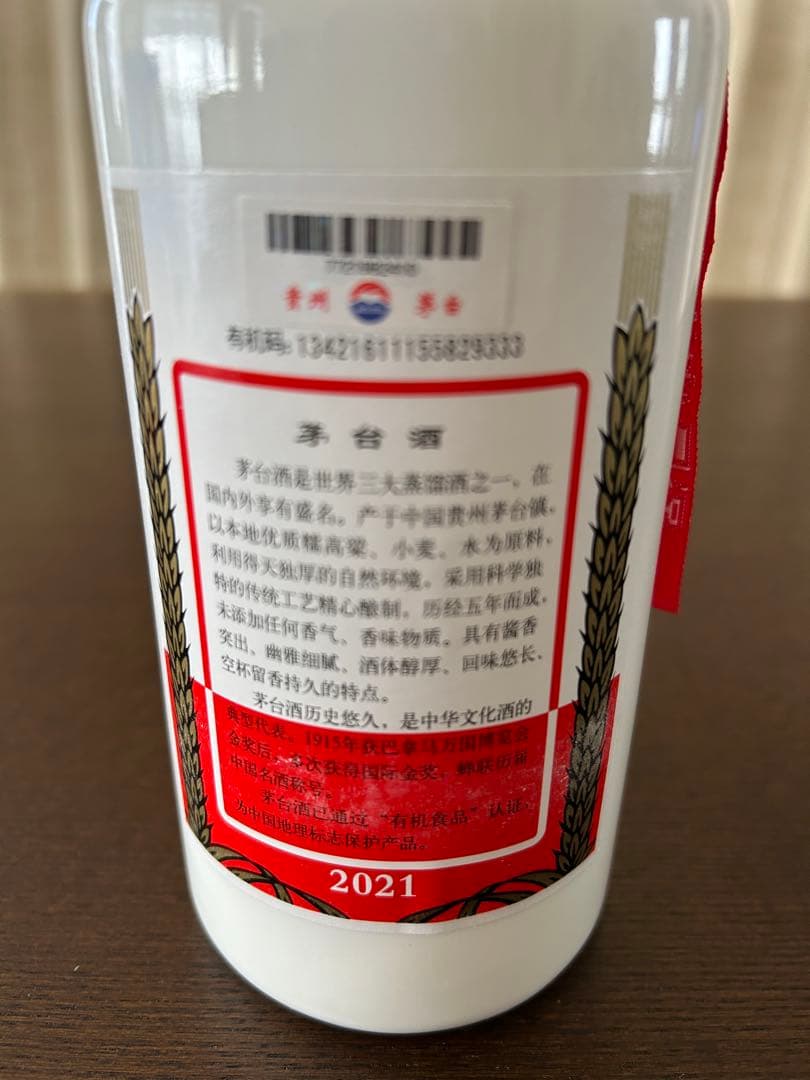 贵州 茅台
有机码:13421611155829333
茅台酒
茅台酒是世界三大蒸馏酒之一,在
国内外享有盛名。产于中国贵州茅台镇,
以本地优质糯高粱、小麦、水为原料,
利用得天独厚的自然环境,采用科学独
特的传统工艺精心酿制,历经五年而成,
未添加任何香气、香味物质。具有酱香
突出、幽雅细腻、酒体醇厚、回味悠长、
空杯留香持久的特点。
茅台酒历史悠久,是中华文化酒的
典型代表。1915年获巴拿马万国博览会
金奖后,多次获得国际金奖,蝉联历届
中国名酒称号。
茅台酒已通过“有机食品”认证,
为中国地理标志保护产品。
2021